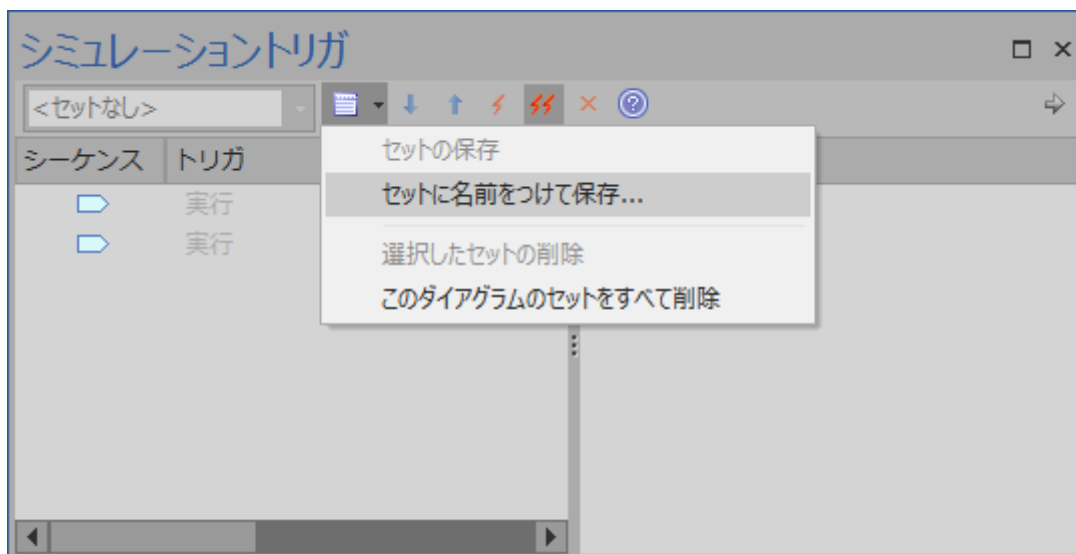 シミュレーショントリガ
<セットなし>
セットの保存
シーケンス トリガ
セットに名前をつけて保存...
実行
実行
選択したセットの削除
このダイアグラムのセットをすべて削除